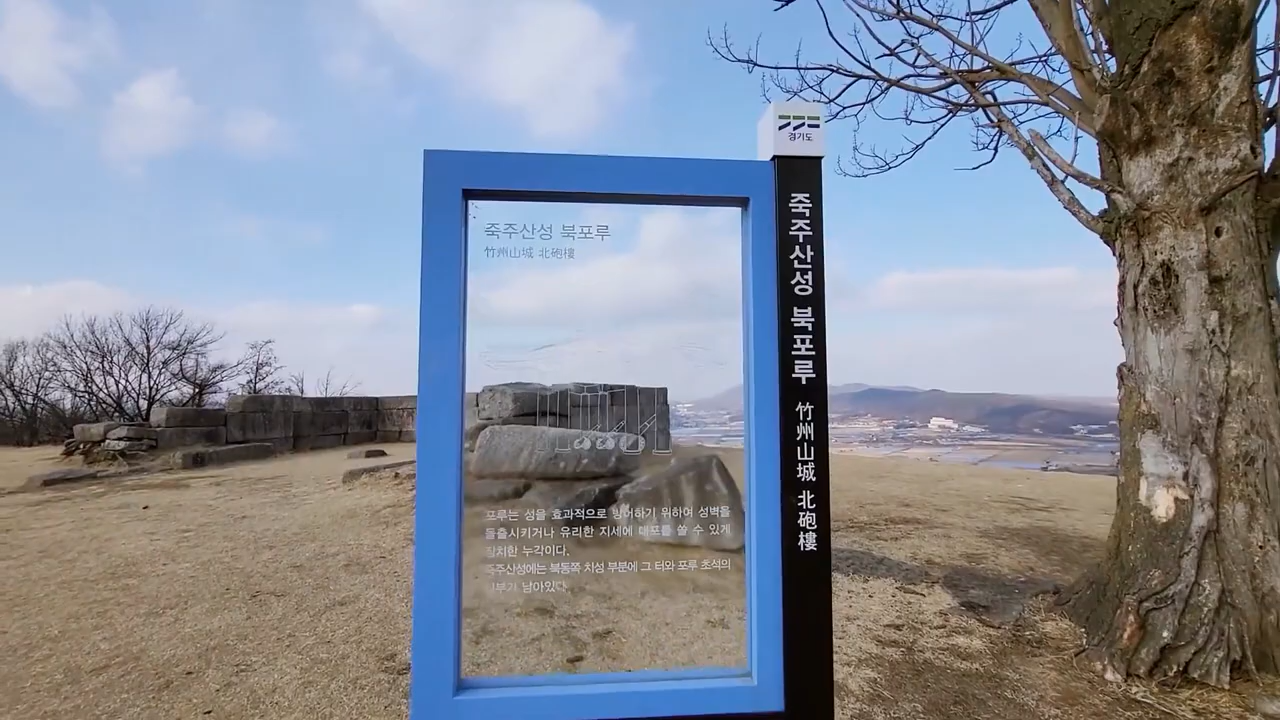 경기도
죽주산성 북포루
竹州山城 北砲樓
죽주산성 북포루
竹州山城 北砲樓
포루는 성을 효과적으로 방어하기 위하여 성벽을
돌출시키거나 유리한 지세에 대포를 쏠 수 있게
장치한 누각이다.
죽주산성에는 북동쪽 치성 부분에 그 터와 포루 초석의
일부가 남아있다.